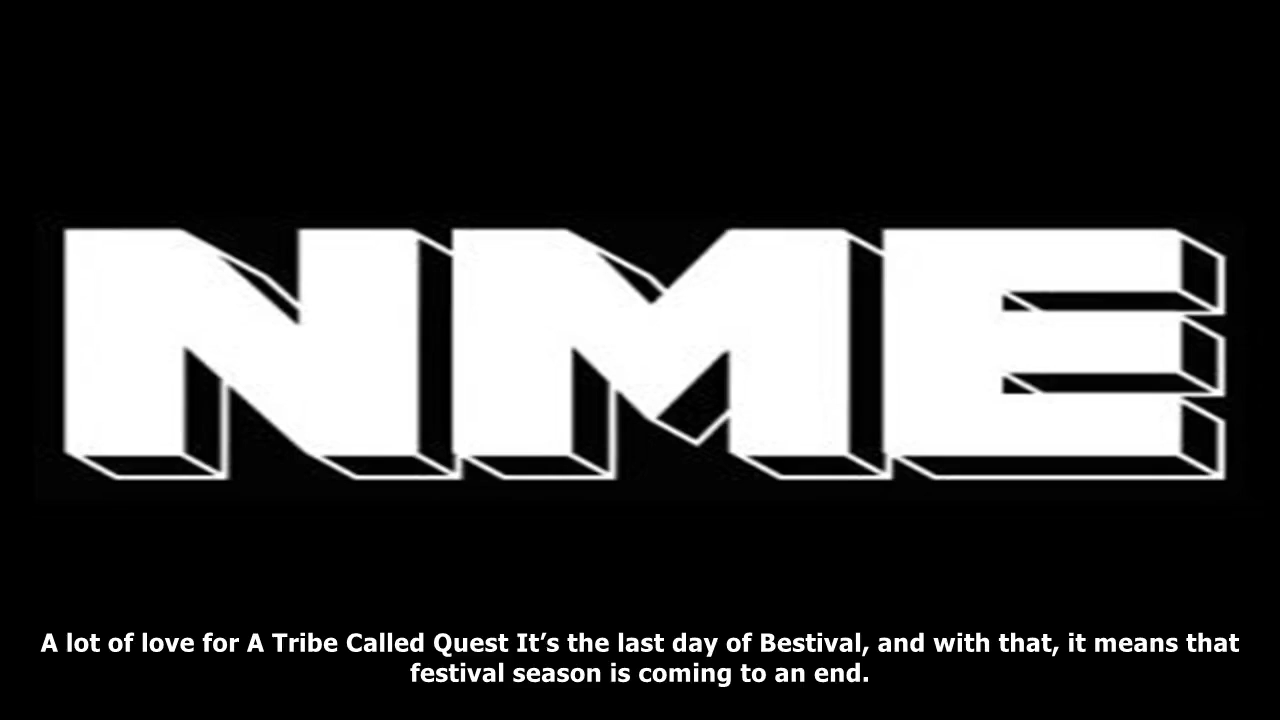 NME
A lot of love for A Tribe Called Quest It’s the last day of Bestival, and with that, it means that
festival season is coming to an end.